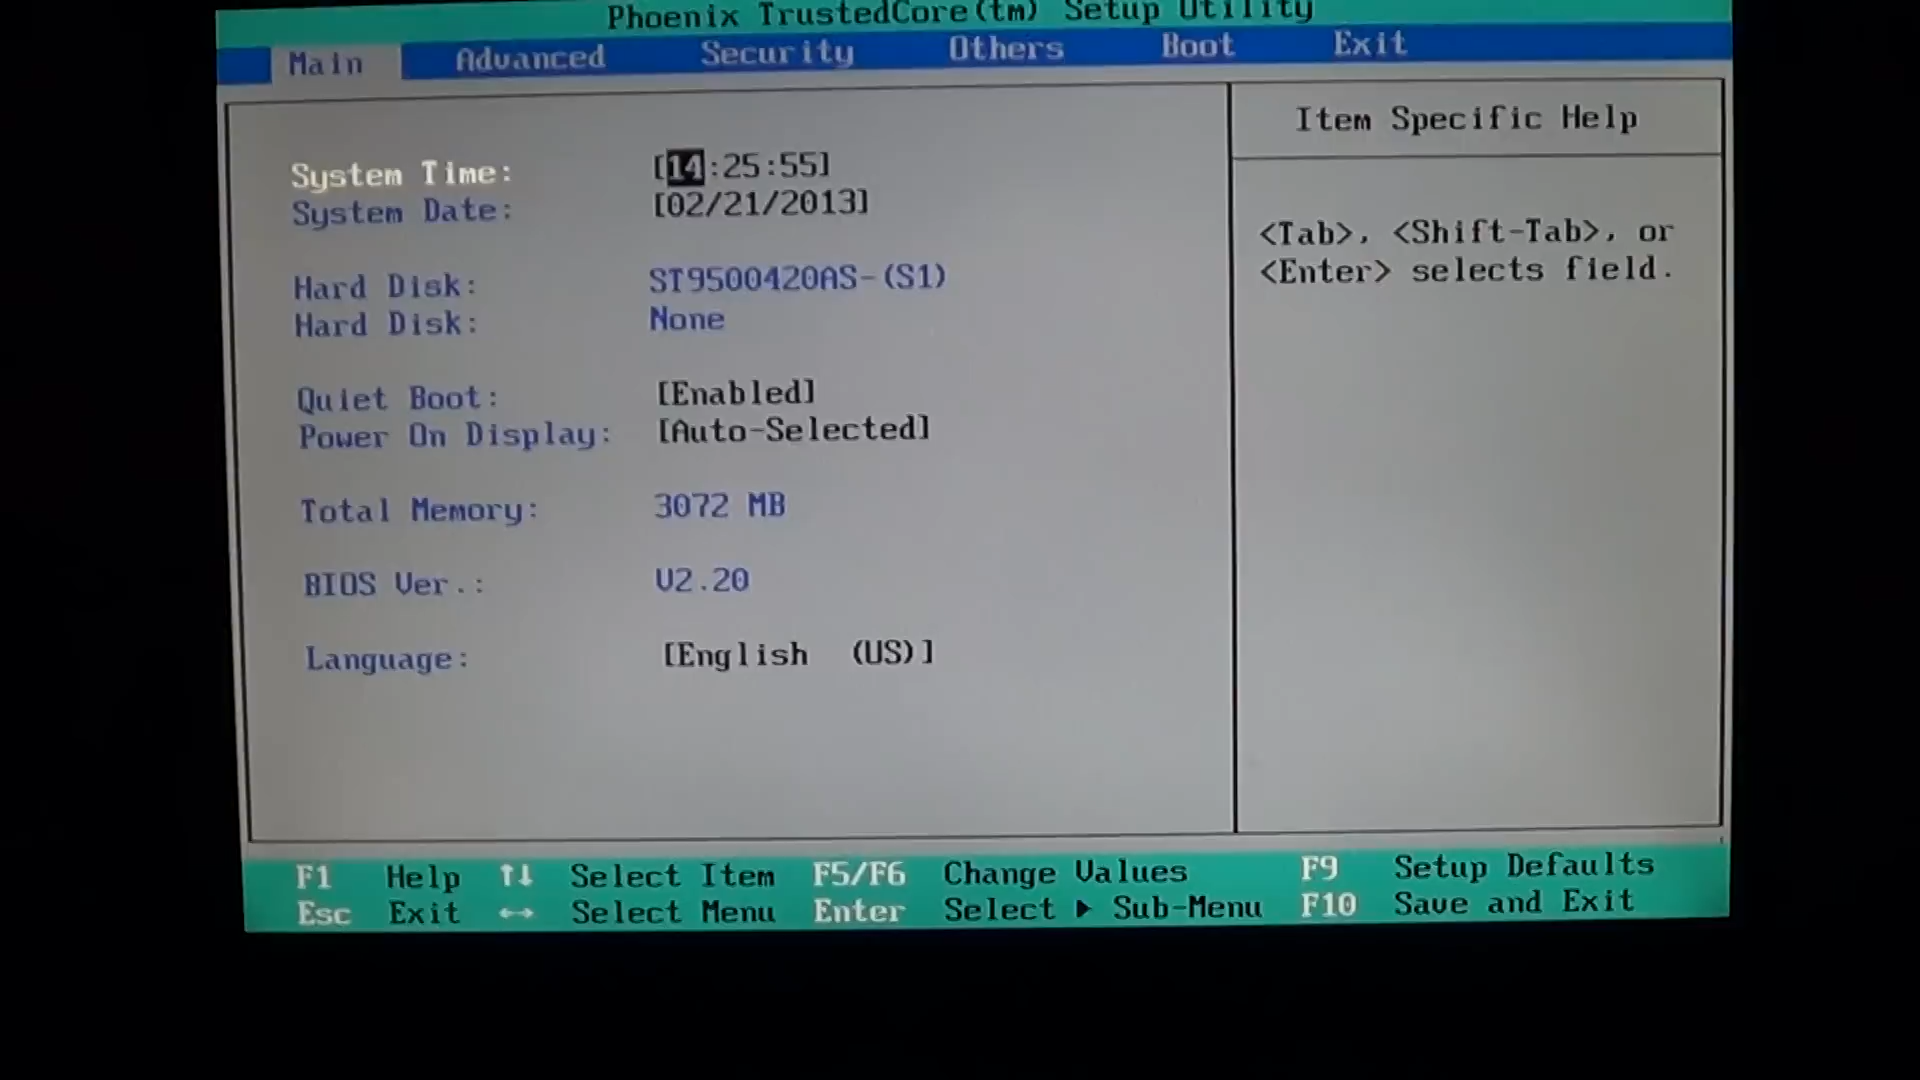 Phoenix TrustedCore(tm) Setup Utility
Main Advanced Security Others Boot Exit
Item Specific Help
System Time: [14:25:55]
System Date: [02/21/2013]
<Tab>, <Shift-Tab>, or
<Enter> selects field.
Hard Disk: ST9500420AS-(S1)
Hard Disk: None
Quiet Boot: [Enabled]
Power On Display: [Auto-Selected]
Total Memory: 3072 MB
BIOS Ver.: V2.20
Language: [English (US)]
F1 Help ↑↓ Select Item F5/F6 Change Values F9 Setup Defaults
Esc Exit ↔ Select Menu Enter Select ▶ Sub-Menu F10 Save and Exit